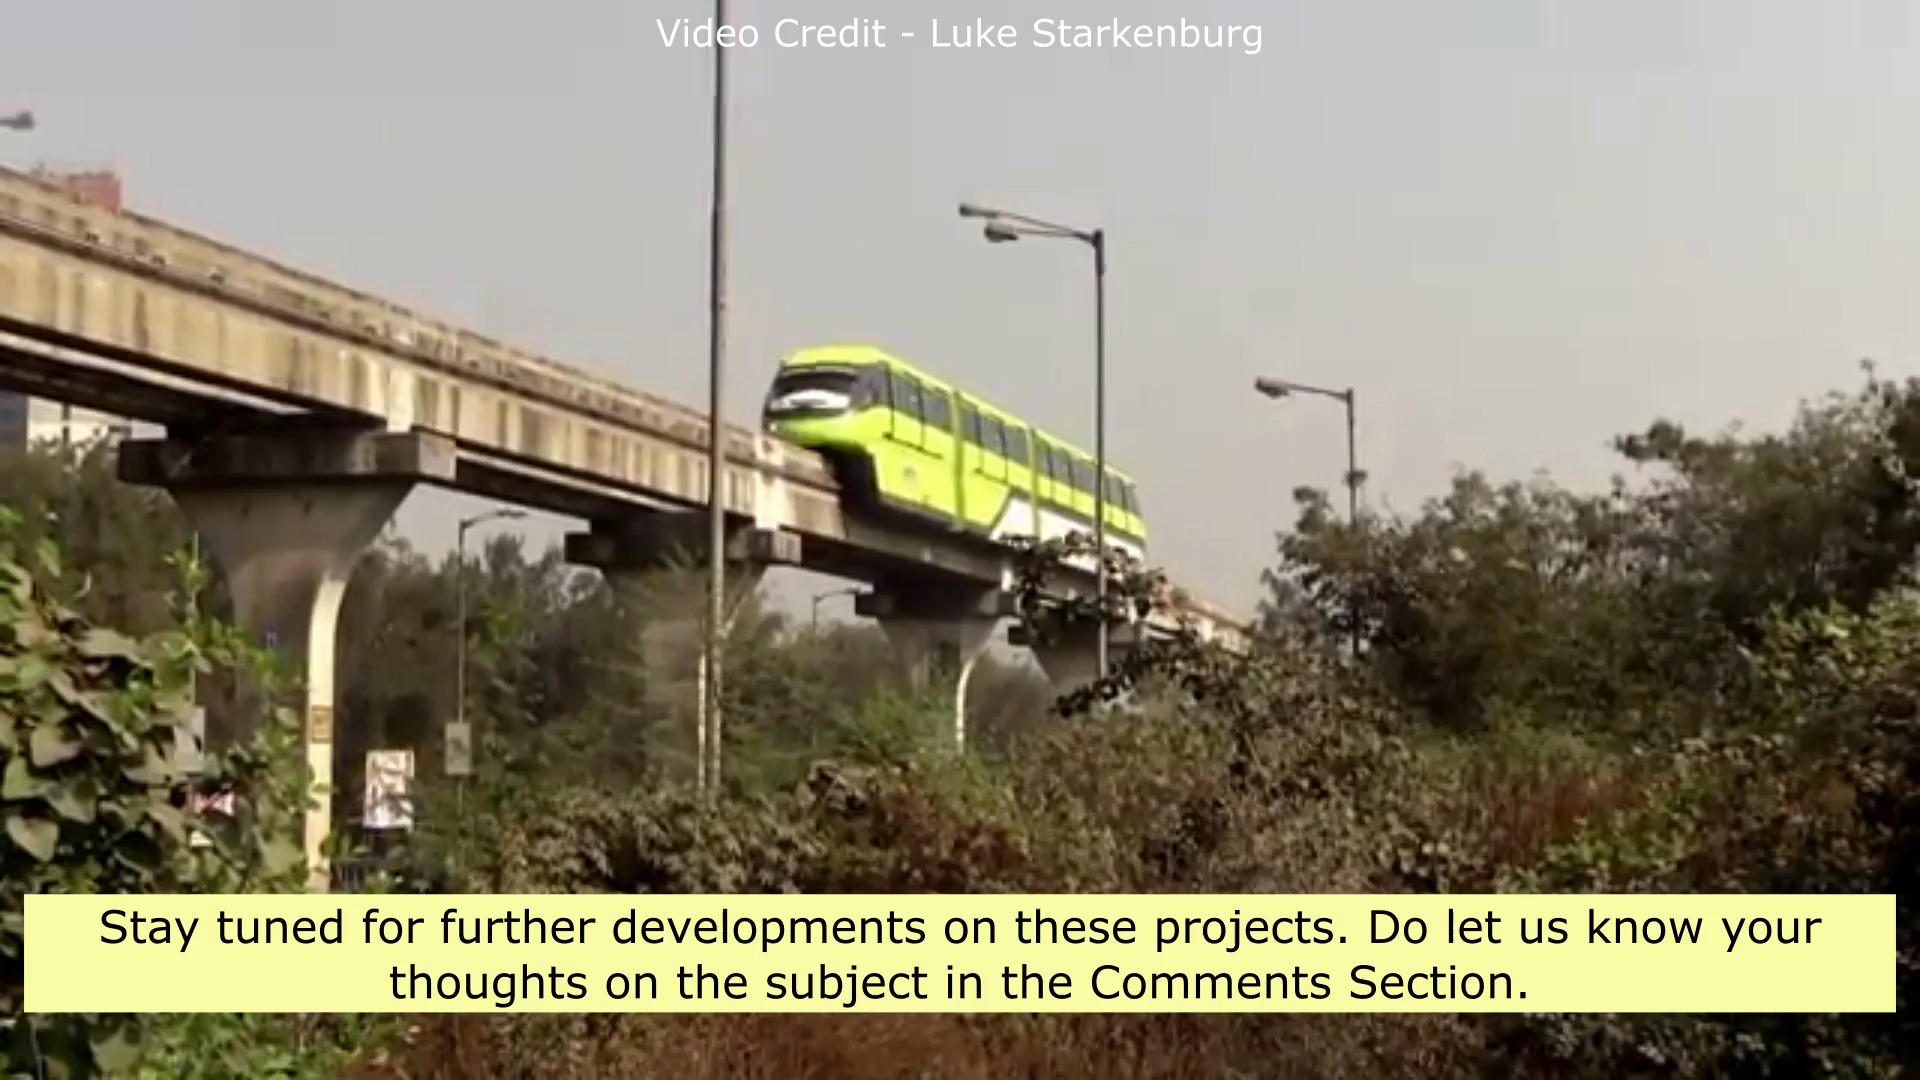 Video Credit - Luke Starkenburg
Stay tuned for further developments on these projects. Do let us know your
thoughts on the subject in the Comments Section.